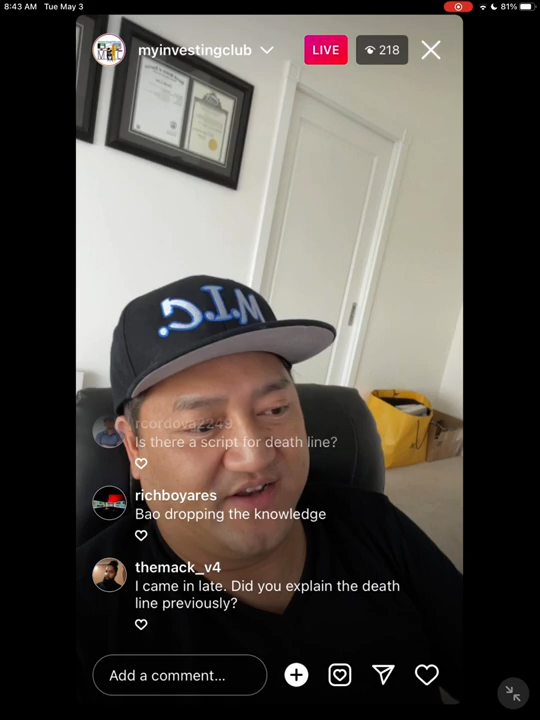 8:43 AM Tue May 3
81%
myinvestingclub
LIVE
218
M.I.C.
rcordova2249
Is there a script for death line?
richboyares
Bao dropping the knowledge
themack_v4
I came in late. Did you explain the death
line previously?
Add a comment...